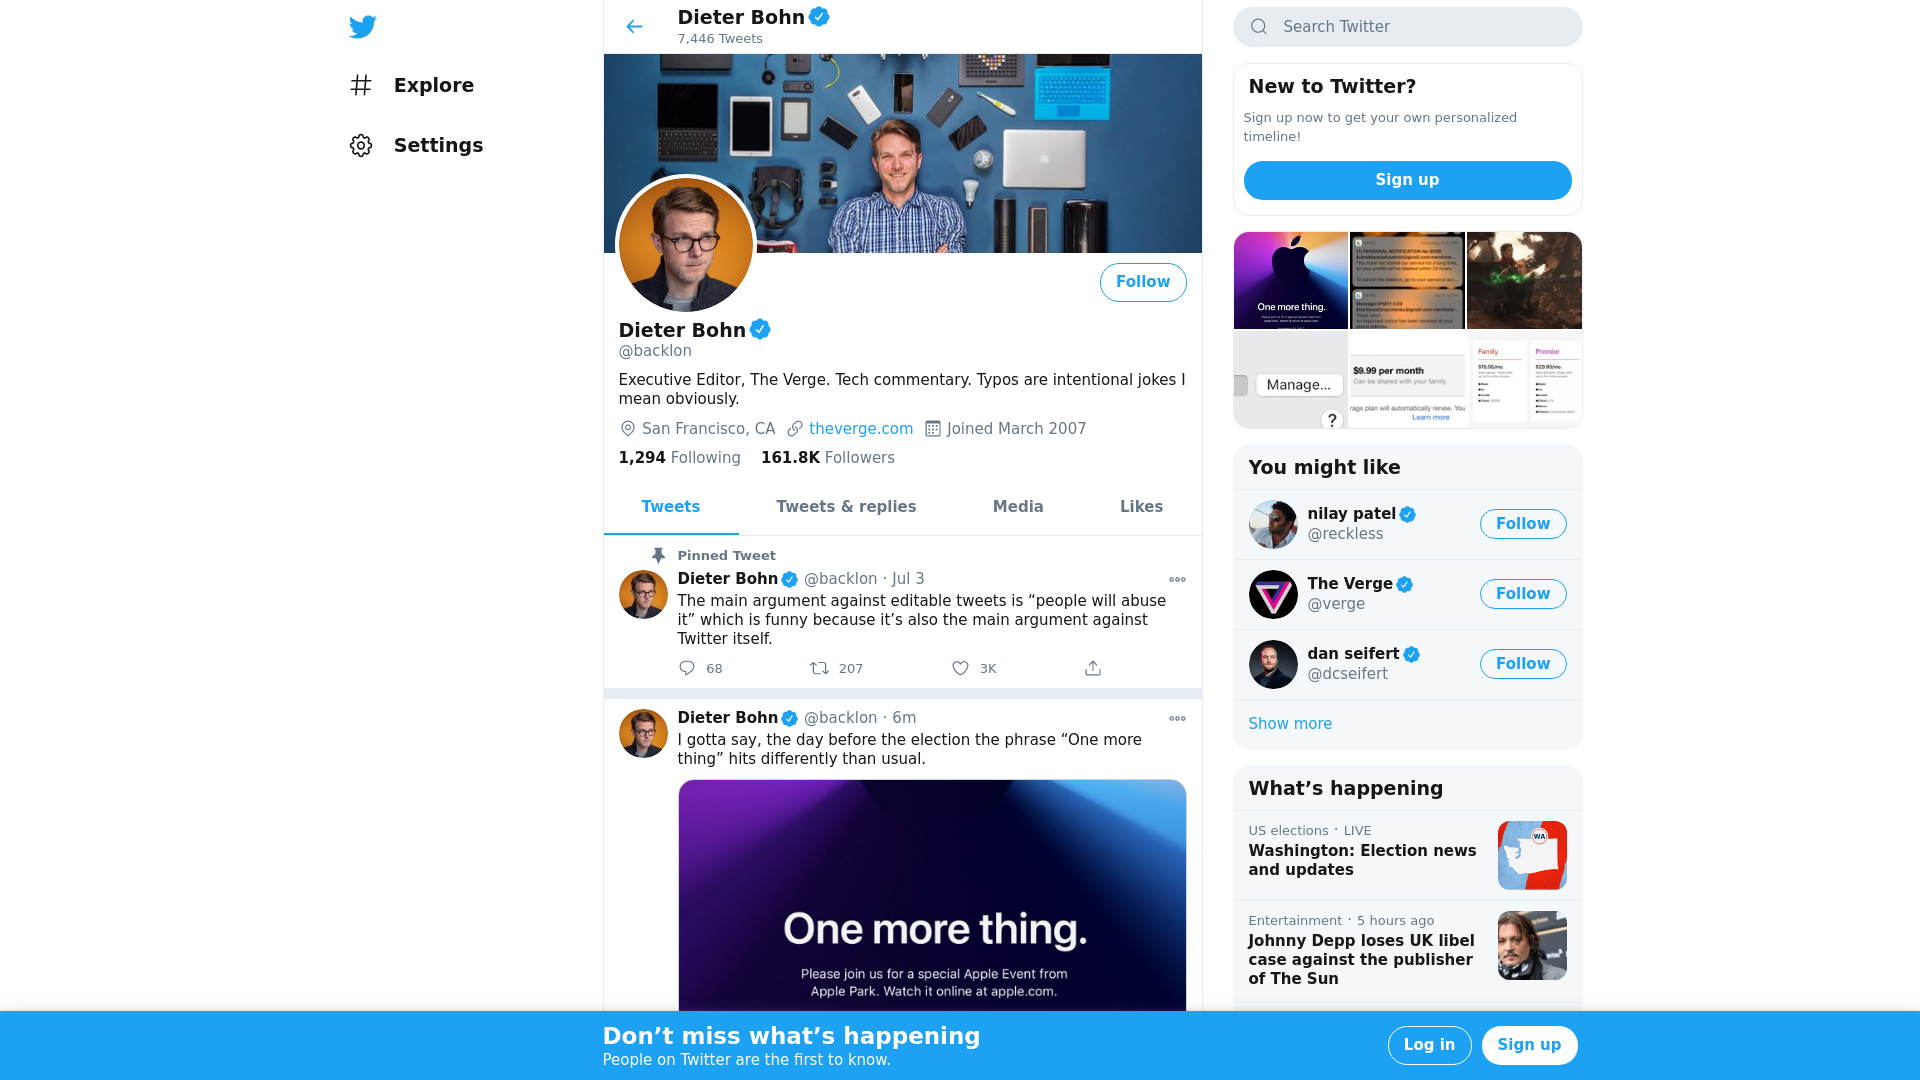 Explore
Settings
Dieter Bohn
7,446 Tweets
Follow
Dieter Bohn
@backlon
Executive Editor, The Verge. Tech commentary. Typos are intentional jokes I
mean obviously.
San Francisco, CA theverge.com Joined March 2007
1,294 Following 161.8K Followers
Tweets Tweets & replies Media Likes
Pinned Tweet
Dieter Bohn @backlon · Jul 3
The main argument against editable tweets is “people will abuse
it” which is funny because it’s also the main argument against
Twitter itself.
68 207 3K
Dieter Bohn @backlon · 6m
I gotta say, the day before the election the phrase “One more
thing” hits differently than usual.
One more thing.
Please join us for a special Apple Event from
Apple Park. Watch it online at apple.com.
Search Twitter
New to Twitter?
Sign up now to get your own personalized
timeline!
Sign up
One more thing.
Manage...
?
$9.99 per month
Can be shared with your family
rage plan will automatically renew. You
Learn more
Family
Premier
You might like
nilay patel
@reckless
Follow
The Verge
@verge
Follow
dan seifert
@dcseifert
Follow
Show more
What’s happening
US elections · LIVE
Washington: Election news
and updates
WA
Entertainment · 5 hours ago
Johnny Depp loses UK libel
case against the publisher
of The Sun
Don’t miss what’s happening
People on Twitter are the first to know.
Log in
Sign up